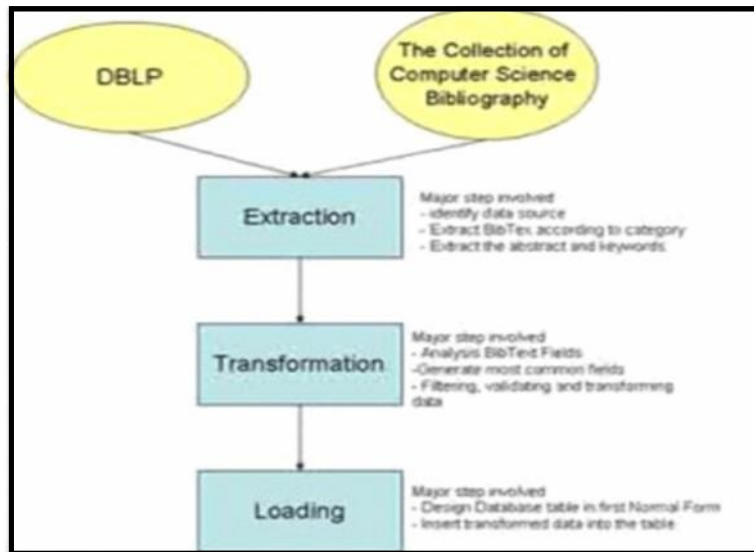 DBLP
The Collection of
Computer Science
Bibliography
Extraction
Major step involved
- identify data source
- Extract BibTex according to category
- Extract the abstract and keywords
Transformation
Major step involved
- Analysis BibText Fields
-Generate most common fields
- Filtering, validating and transforming
data
Loading
Major step involved
- Design Database table in first Normal Form
- Insert transformed data into the table